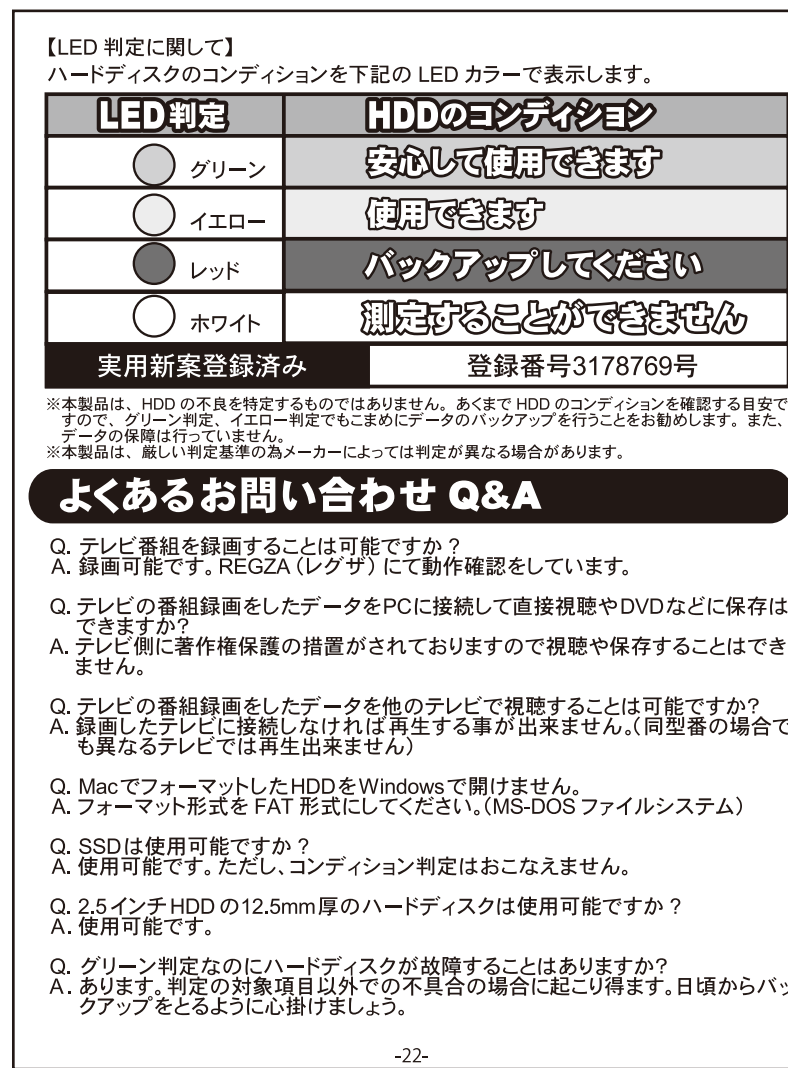 【LED 判定に関して】
ハードディスクのコンディションを下記の LED カラーで表示します。
LED判定 HDDのコンディション
グリーン 安心して使用できます
イエロー 使用できます
レッド バックアップしてください
ホワイト 測定することができません
実用新案登録済み 登録番号3178769号
※本製品は、HDD の不良を特定するものではありません。あくまで HDD のコンディションを確認する目安で
すので、グリーン判定、イエロー判定でもこまめにデータのバックアップを行うことをお勧めします。また、
データの保障は行っていません。
※本製品は、厳しい判定基準の為メーカーによっては判定が異なる場合があります。
よくあるお問い合わせ Q&A
Q. テレビ番組を録画することは可能ですか?
A. 録画可能です。REGZA(レグザ)にて動作確認をしています。
Q. テレビの番組録画をしたデータをPCに接続して直接視聴やDVDなどに保存は
できますか?
A. テレビ側に著作権保護の措置がされておりますので視聴や保存することはでき
ません。
Q. テレビの番組録画をしたデータを他のテレビで視聴することは可能ですか?
A. 録画したテレビに接続しなければ再生する事が出来ません。(同型番の場合で
も異なるテレビでは再生出来ません)
Q. MacでフォーマットしたHDDをWindowsで開けません。
A. フォーマット形式を FAT 形式にしてください。(MS-DOS ファイルシステム)
Q. SSDは使用可能ですか?
A. 使用可能です。ただし、コンディション判定はおこなえません。
Q. 2.5インチHDDの12.5mm厚のハードディスクは使用可能ですか?
A. 使用可能です。
Q. グリーン判定なのにハードディスクが故障することはありますか?
A. あります。判定の対象項目以外での不具合の場合に起こり得ます。日頃からバッ
クアップをとるように心掛けましょう。
-22-